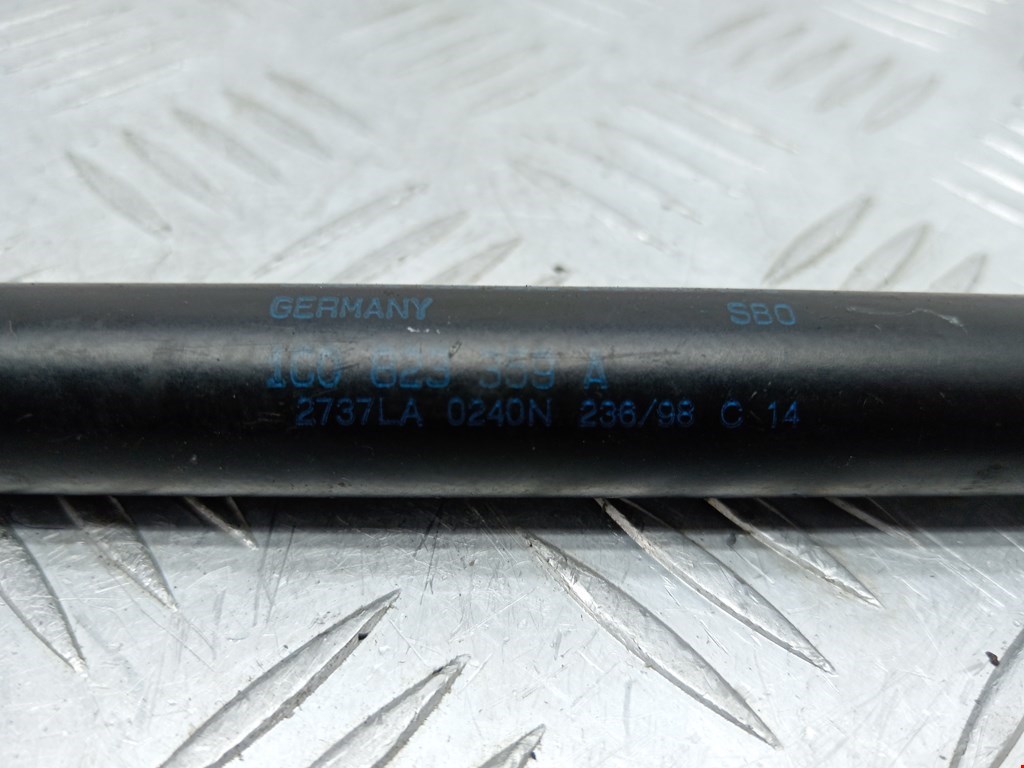 GERMANY SBO
1C0 823 359 A
2737LA 0240N 236/98 C 14